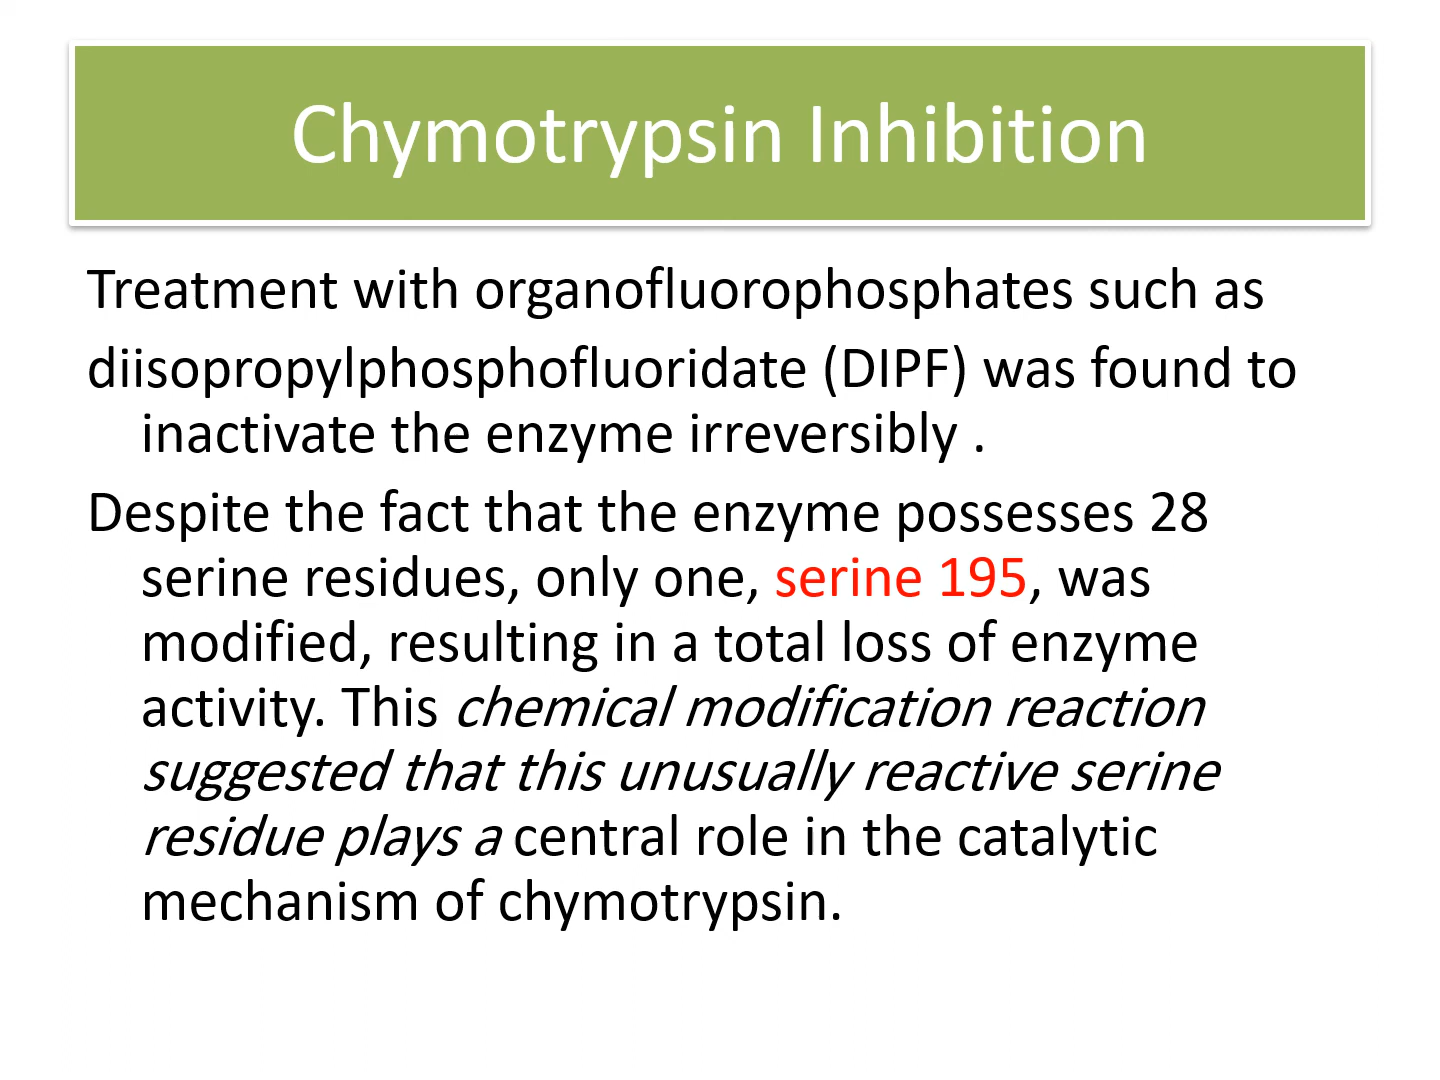 Chymotrypsin Inhibition
Treatment with organofluorophosphates such as
diisopropylphosphofluoridate (DIPF) was found to
inactivate the enzyme irreversibly .
Despite the fact that the enzyme possesses 28
serine residues, only one, serine 195, was
modified, resulting in a total loss of enzyme
activity. This chemical modification reaction
suggested that this unusually reactive serine
residue plays a central role in the catalytic
mechanism of chymotrypsin.